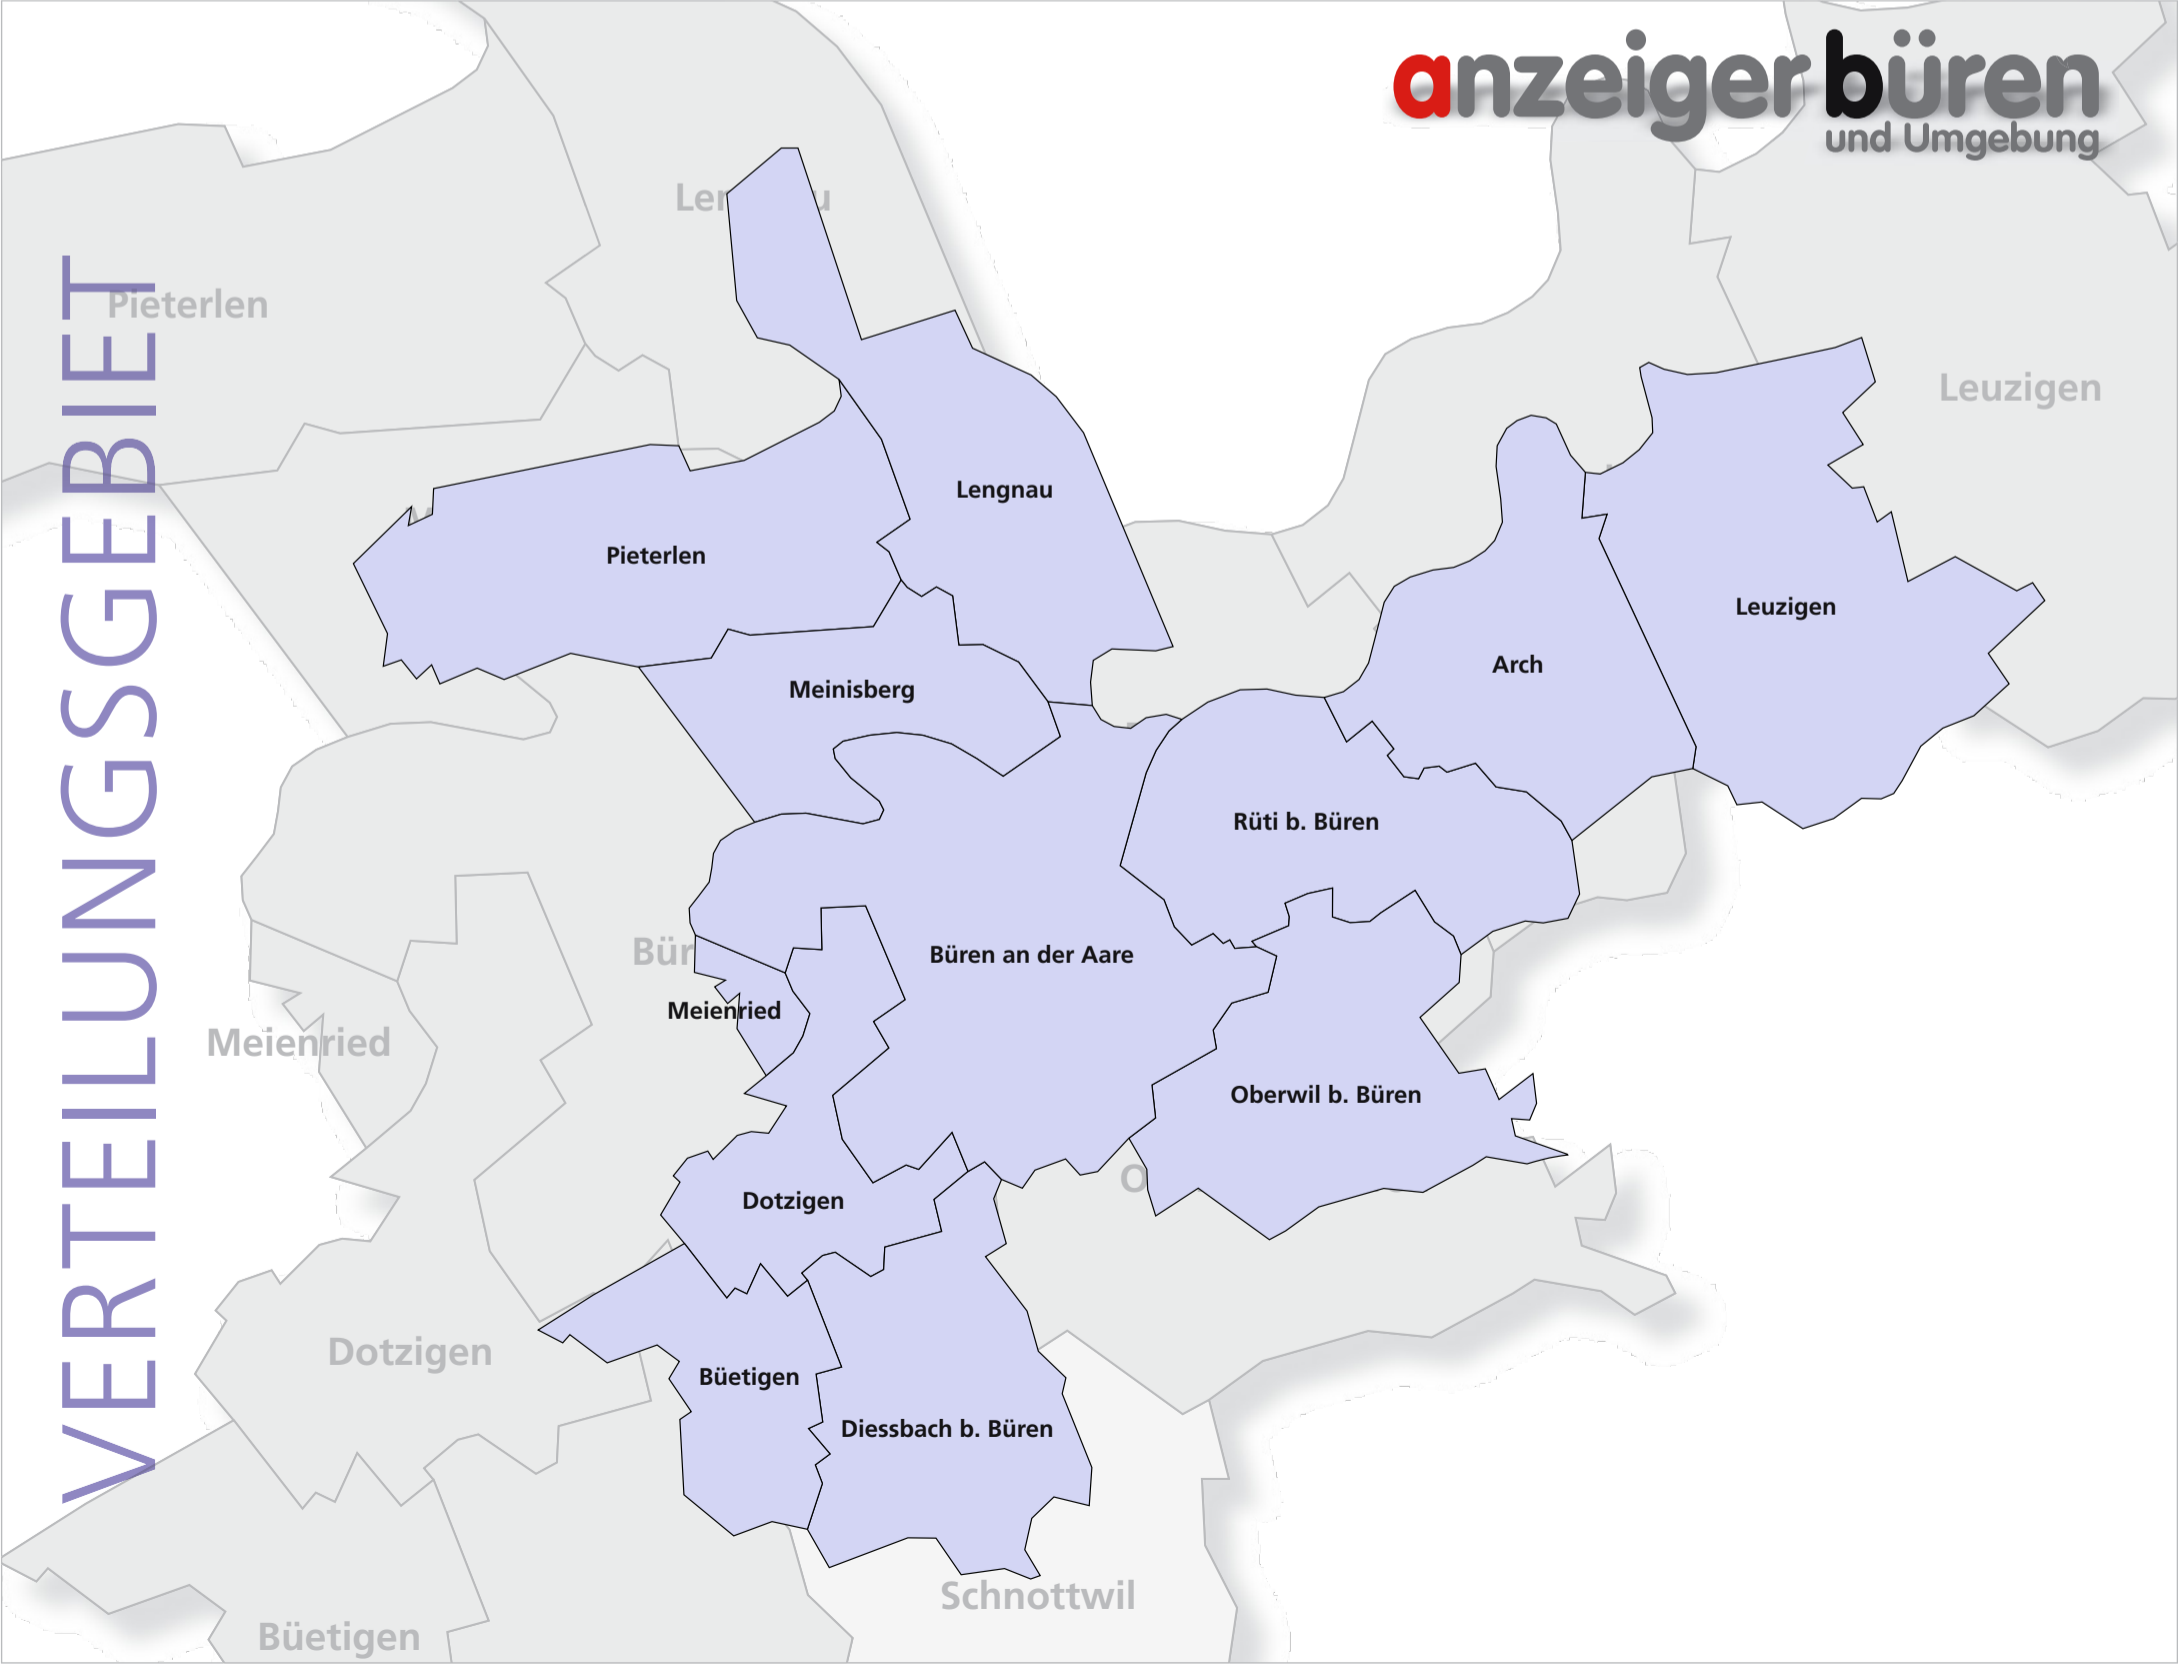 anzeiger büren
und Umgebung
VERTEILUNGSGEBIET
Pieterlen
Leuzigen
Lengnau
Pieterlen
Leuzigen
Arch
Meinisberg
Rüti b. Büren
Büren an der Aare
Meienried
Meienried
Oberwil b. Büren
Dotzigen
Dotzigen
Büetigen
Diessbach b. Büren
Schnottwil
Büetigen